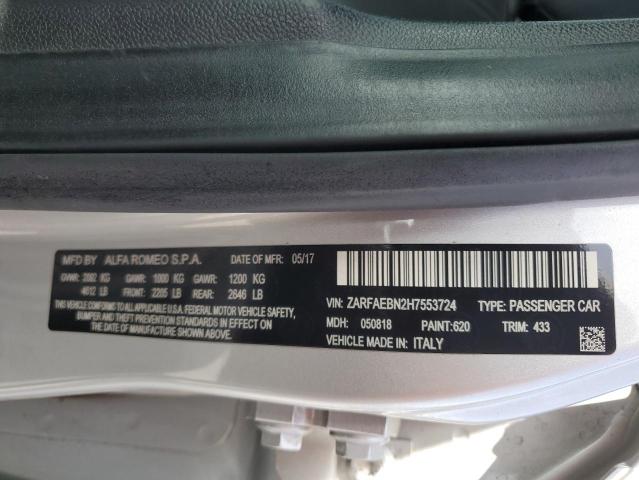 MFD BY ALFA ROMEO S.P.A. DATE OF MFR: 05/17
GVWR: 2092 KG GAWR: 1000 KG GAWR: 1200 KG
4612 LB FRONT: 2205 LB REAR: 2646 LB
THIS VEHICLE CONFORMS TO ALL APPLICABLE
U.S.A. FEDERAL MOTOR VEHICLE SAFETY,
BUMPER AND THEFT PREVENTION STANDARDS IN
EFFECT ON THE DATE OF MANUFACTURE SHOWN ABOVE.
VIN: ZARFAEBN2H7553724 TYPE: PASSENGER CAR
MDH: 050818 PAINT: 620 TRIM: 433
VEHICLE MADE IN: ITALY